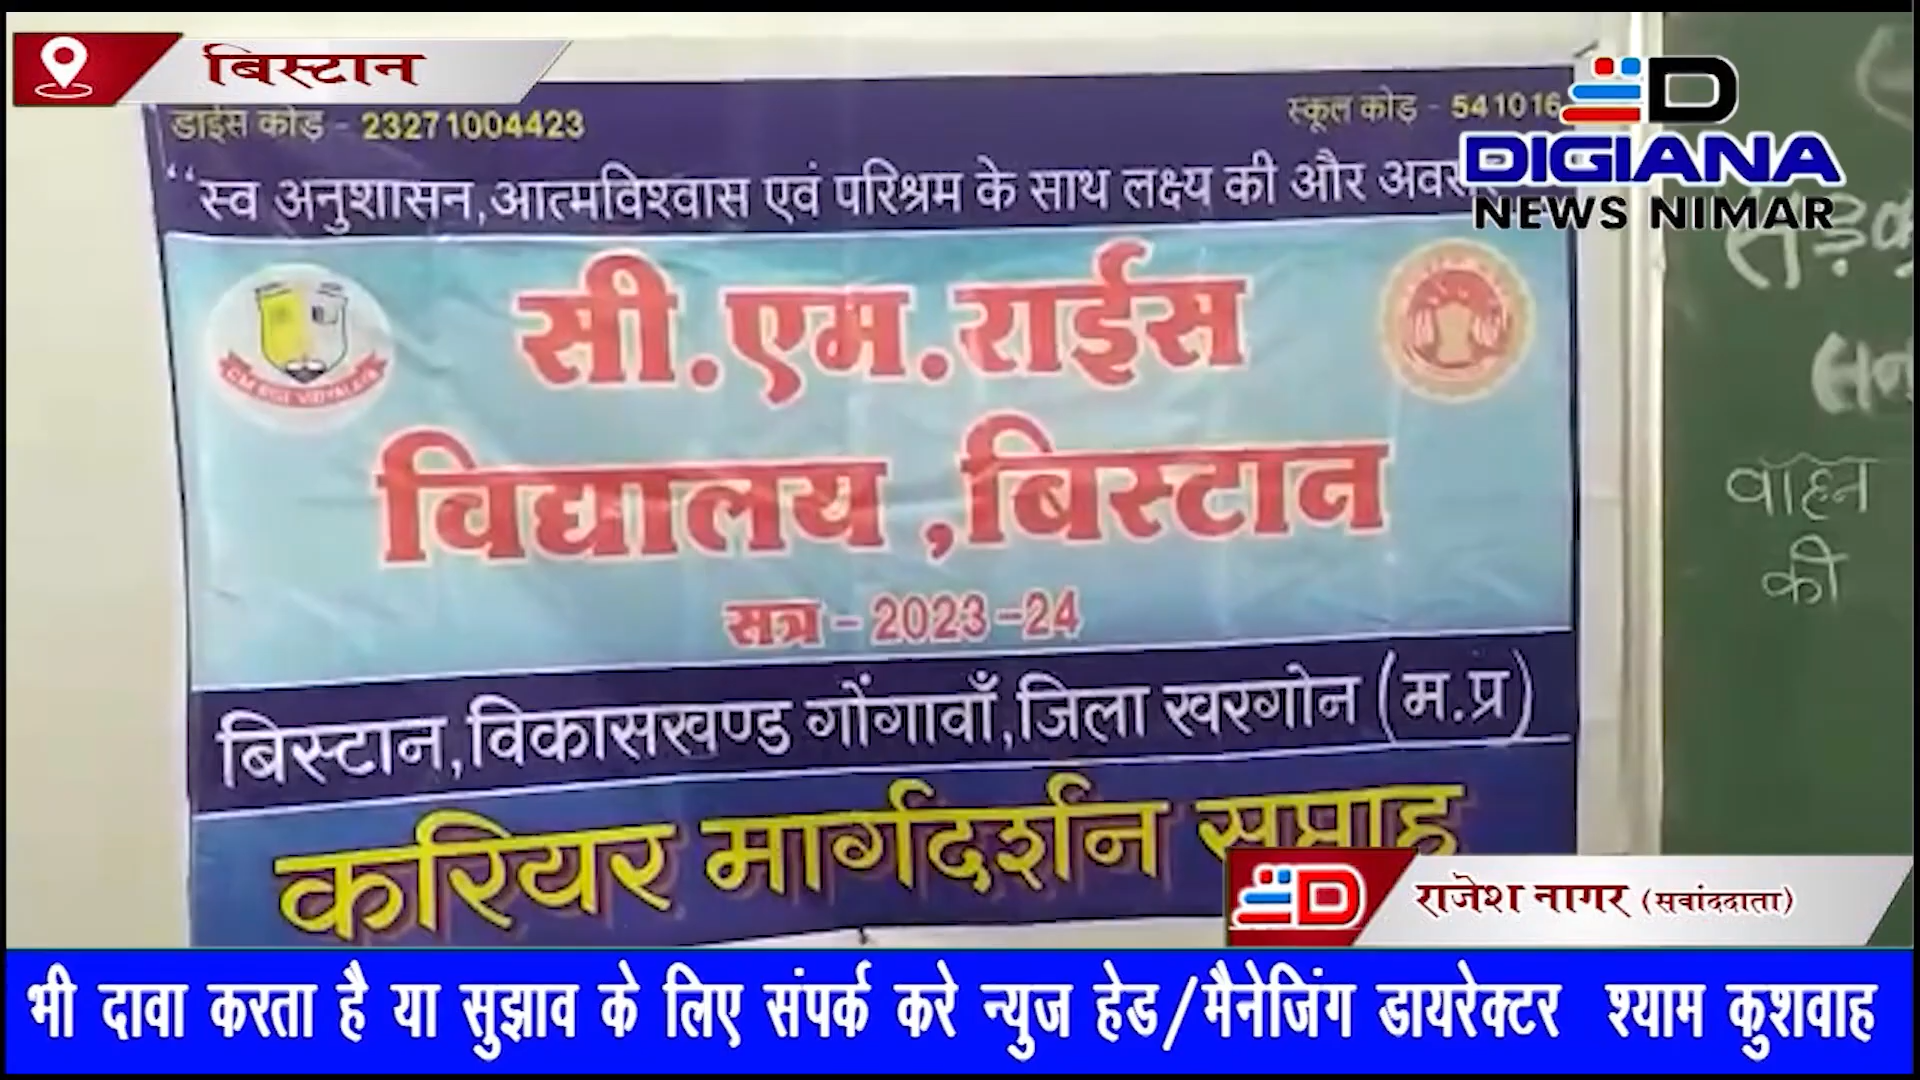 बिस्टान
डाईस कोड़ - 23271004423
स्कूल कोड़ - 541016
DIGIANA
NEWS NIMAR
“स्व अनुशासन,आत्मविश्वास एवं परिश्रम के साथ लक्ष्य की और
सी.एम.राईस
विद्यालय ,बिस्टान
सत्र - 2023-24
बिस्टान,विकासखण्ड गोंगावाँ,जिला खरगोन (म.प्र)
करियर मार्गदर्शन सप्ताह
वाहन
की
राजेश नागर (सवांददाता)
भी दावा करता है या सुझाव के लिए संपर्क करे न्युज हेड/मैनेजिंग डायरेक्टर श्याम कुशवाह